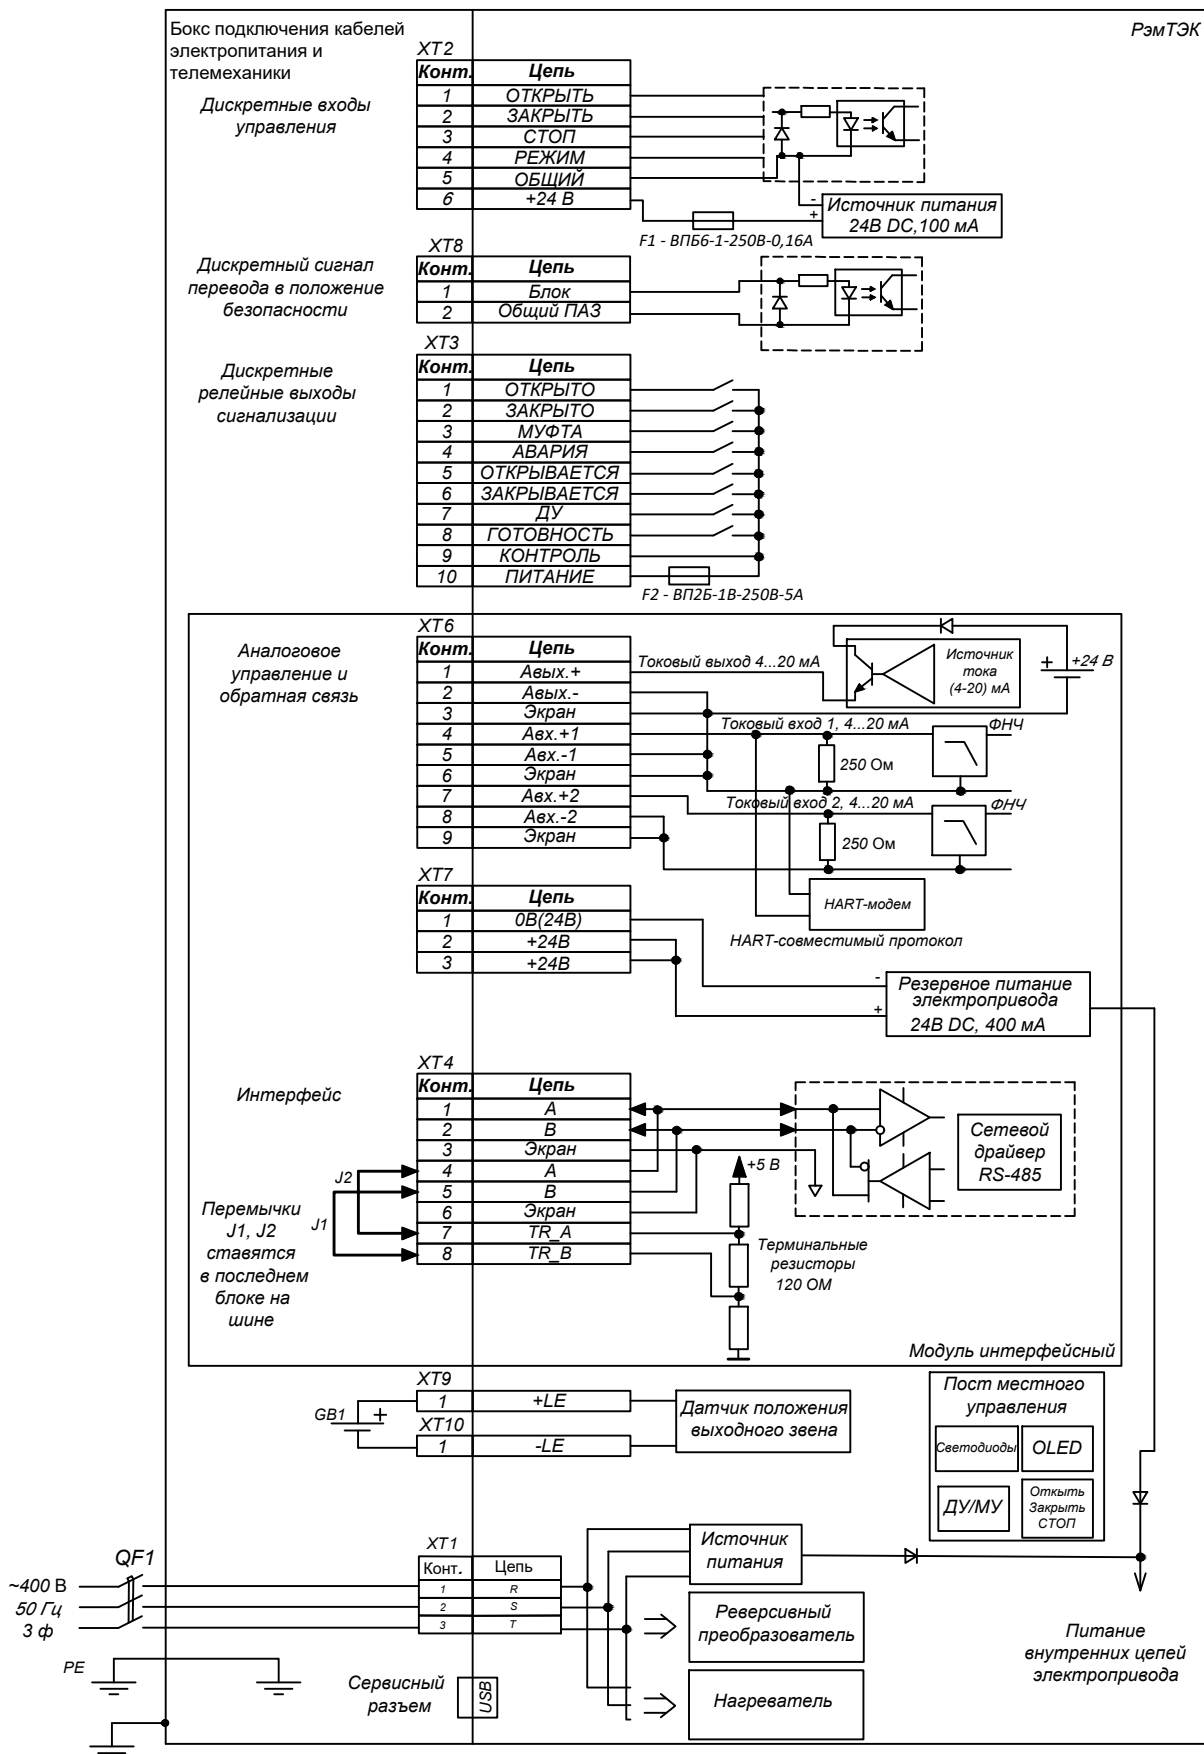 Бокс подключения кабелей
электропитания и
телемеханики
РэмТЭК
Дискретные входы
управления
XT2
Конт. Цепь
1 ОТКРЫТЬ
2 ЗАКРЫТЬ
3 СТОП
4 РЕЖИМ
5 ОБЩИЙ
6 +24 В
-
+
Источник питания
24В DC,100 мА
F1 - ВПБ6-1-250В-0,16А
Дискретный сигнал
перевода в положение
безопасности
XT8
Конт. Цепь
1 Блок
2 Общий ПАЗ
Дискретные
релейные выходы
сигнализации
XT3
Конт. Цепь
1 ОТКРЫТО
2 ЗАКРЫТО
3 МУФТА
4 АВАРИЯ
5 ОТКРЫВАЕТСЯ
6 ЗАКРЫВАЕТСЯ
7 ДУ
8 ГОТОВНОСТЬ
9 КОНТРОЛЬ
10 ПИТАНИЕ
F2 - ВП2Б-1В-250В-5А
Аналоговое
управление и
обратная связь
XT6
Конт. Цепь
1 Авых.+
2 Авых.-
3 Экран
4 Авх.+1
5 Авх.-1
6 Экран
7 Авх.+2
8 Авх.-2
9 Экран
Токовый выход 4...20 мА
Источник
тока
(4-20) мА
+ +24 В
Токовый вход 1, 4...20 мА
ФНЧ
250 Ом
Токовый вход 2, 4...20 мА
ФНЧ
250 Ом
HART-модем
HART-совместимый протокол
XT7
Конт. Цепь
1 0В(24В)
2 +24В
3 +24В
-
+
Резервное питание
электропривода
24В DC, 400 мА
Интерфейс
XT4
Конт. Цепь
1 A
2 B
3 Экран
4 A
5 B
6 Экран
7 TR_A
8 TR_B
J2
J1
Перемычки
J1, J2
ставятся
в последнем
блоке на
шине
+5 В
Терминальные
резисторы
120 ОМ
Сетевой
драйвер
RS-485
Модуль интерфейсный
XT9
1 +LE
XT10
1 -LE
GB1 +
Датчик положения
выходного звена
Пост местного
управления
Светодиоды
OLED
ДУ/МУ
Откыть
Закрыть
СТОП
QF1
~400 В
50 Гц
3 ф
XT1
Конт. Цепь
1 R
2 S
3 T
Источник
питания
Реверсивный
преобразователь
Нагреватель
Питание
внутренних цепей
электропривода
PE
Сервисный
разъем
USB